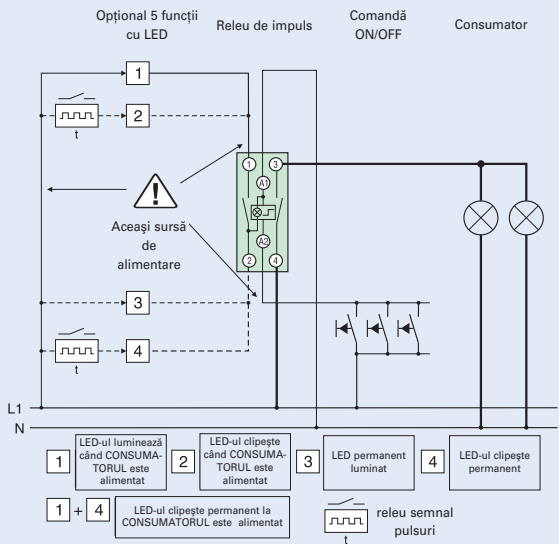 Opțional 5 funcții
cu LED
Releu de impuls
Comandă
ON/OFF
Consumator
1
2
t
1
3
A1
A2
2
4
!
Aceași sursă
de
alimentare
3
4
t
L1
N
1
LED-ul luminează
când CONSUMA-
TORUL este
alimentat
2
LED-ul clipește
când CONSUMA-
TORUL este
alimentat
3
LED permanent
luminat
4
LED-ul clipește
permanent
1 + 4
LED-ul clipește permanent la
CONSUMATORUL este alimentat
t
releu semnal
pulsuri